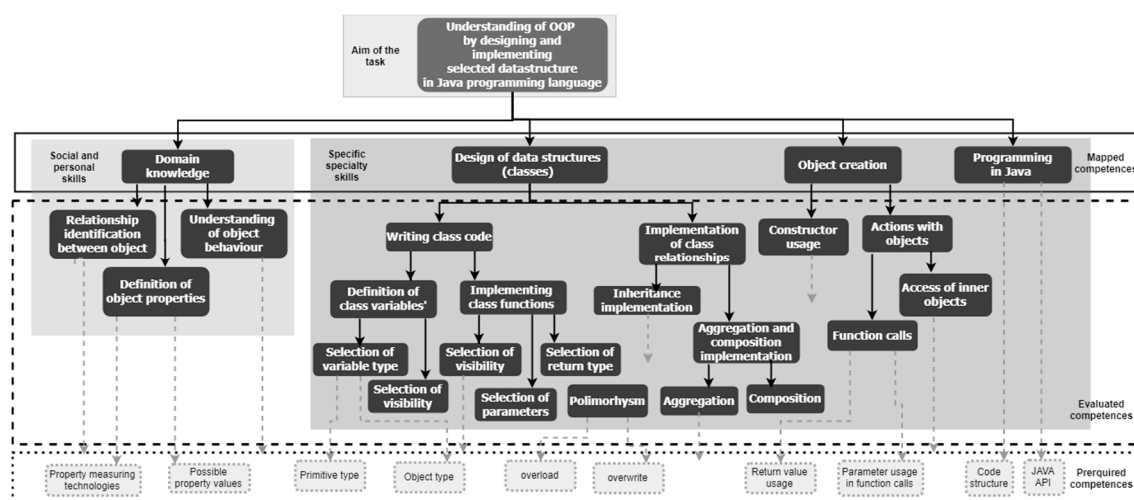 Aim of the
task
Understanding of OOP
by designing and
implementing
selected datastructure
in Java programming language
Social and
personal
skills
Domain
knowledge
Specific
specialty
skills
Design of data structures
(classes)
Object creation
Programming
in Java
Mapped
competences
Relationship
identification
between object
Understanding
of object
behaviour
Definition of
object properties
Writing class code
Implementation
of class
relationships
Constructor
usage
Actions with
objects
Definition of
class variables'
Implementing
class functions
Inheritance
implementation
Access of inner
objects
Aggregation and
composition
implementation
Function calls
Selection of
variable type
Selection of
visibility
Selection of
return type
Selection of
visibility
Selection of
parameters
Polimorhysm
Aggregation
Composition
Evaluated
competences
Property measuring
technologies
Possible
property values
Primitive type
Object type
overload
overwrite
Return value
usage
Parameter usage
in function calls
Code
structure
JAVA
API
Prerquired
competences